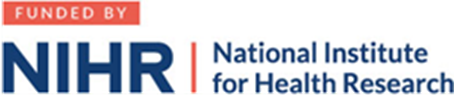 FUNDED BY
NIHR | National Institute
for Health Research